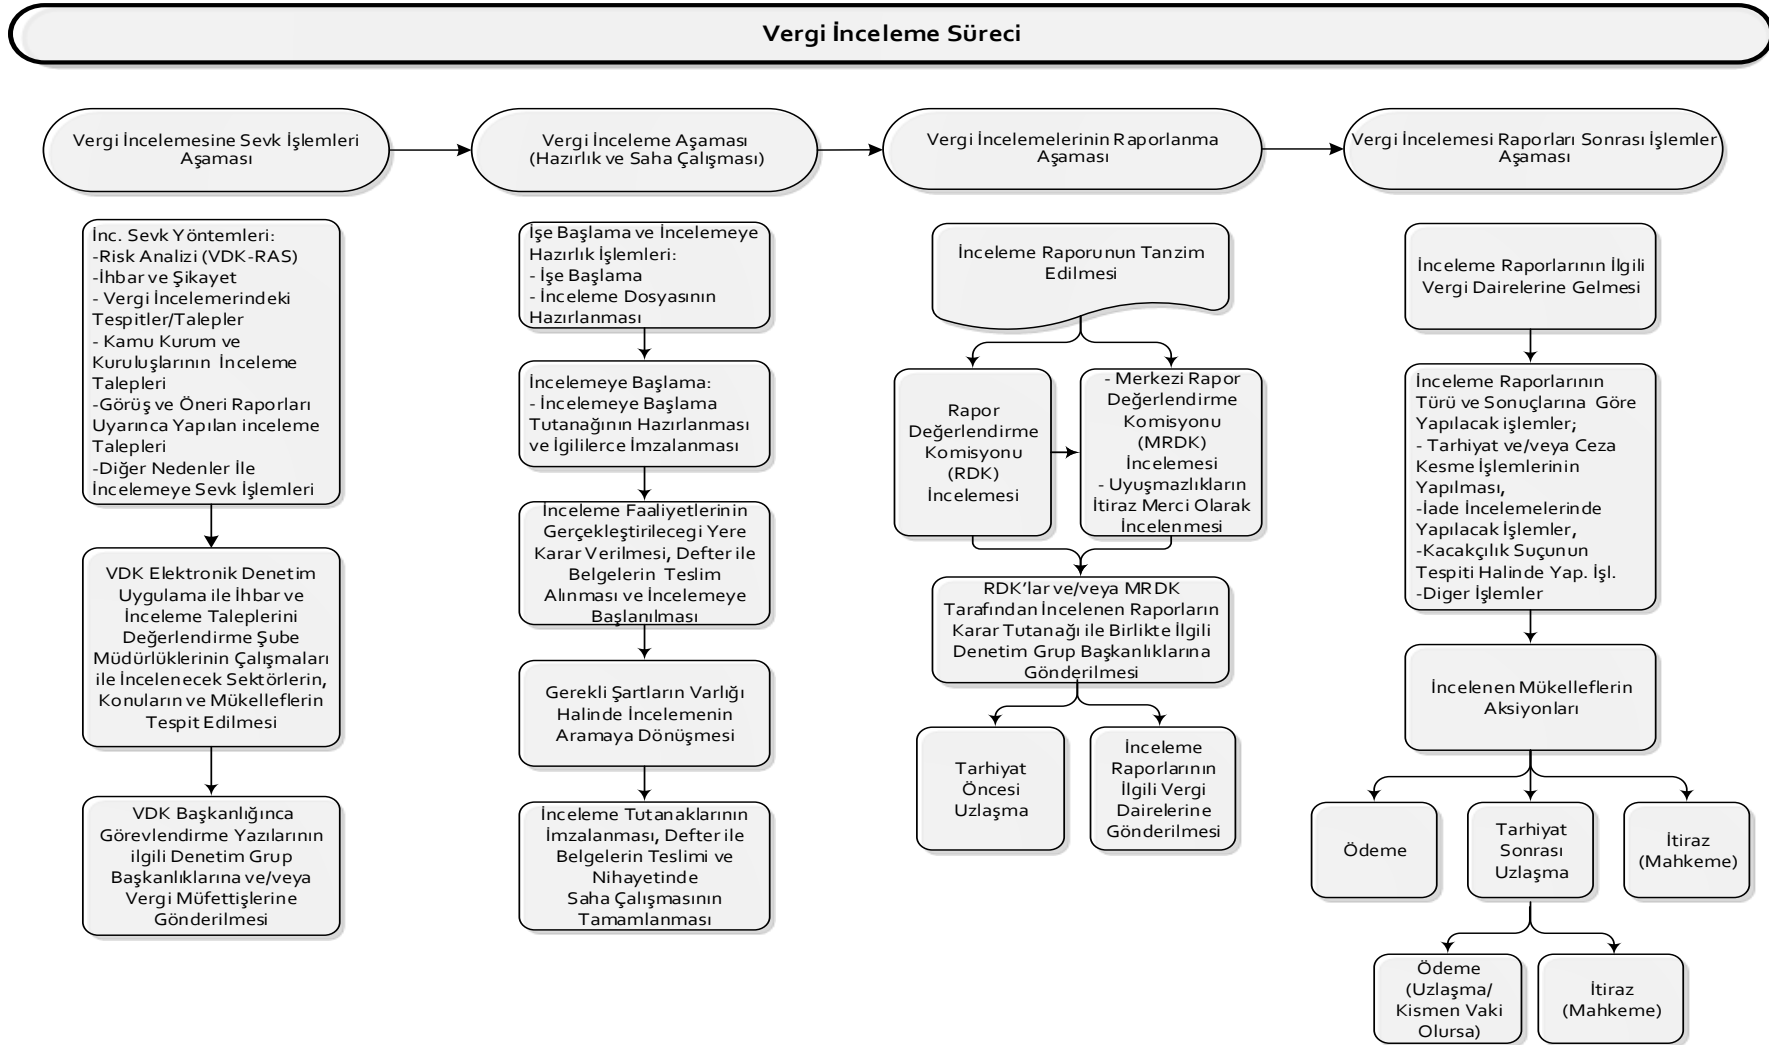 Vergi İnceleme Süreci
Vergi İncelemesine Sevk İşlemleri
Aşaması
Vergi İnceleme Aşaması
(Hazırlık ve Saha Çalışması)
Vergi İncelemelerinin Raporlanma
Aşaması
Vergi İncelemesi Raporları Sonrası İşlemler
Aşaması
İnc. Sevk Yöntemleri:
-Risk Analizi (VDK-RAS)
-İhbar ve Şikayet
- Vergi İncelemerindeki
Tespitler/Talepler
- Kamu Kurum ve
Kuruluşlarının İnceleme
Talepleri
-Görüş ve Öneri Raporları
Uyarınca Yapılan inceleme
Talepleri
-Diğer Nedenler İle
İncelemeye Sevk İşlemleri
VDK Elektronik Denetim
Uygulama ile İhbar ve
İnceleme Taleplerini
Değerlendirme Şube
Müdürlüklerinin Çalışmaları
ile İncelenecek Sektörlerin,
Konuların ve Mükelleflerin
Tespit Edilmesi
VDK Başkanlığınca
Görevlendirme Yazılarının
ilgili Denetim Grup
Başkanlıklarına ve/veya
Vergi Müfettişlerine
Gönderilmesi
İşe Başlama ve İncelemeye
Hazırlık İşlemleri:
- İşe Başlama
- İnceleme Dosyasının
Hazırlanması
İncelemeye Başlama:
- İncelemeye Başlama
Tutanağının Hazırlanması
ve İgililerce İmzalanması
İnceleme Faaliyetlerinin
Gerçekleştirilecegi Yere
Karar Verilmesi, Defter ile
Belgelerin Teslim
Alınması ve İncelemeye
Başlanılması
Gerekli Şartların Varlığı
Halinde İncelemenin
Aramaya Dönüşmesi
İnceleme Tutanaklarının
İmzalanması, Defter ile
Belgelerin Teslimi ve
Nihayetinde
Saha Çalışmasının
Tamamlanması
İnceleme Raporunun Tanzim
Edilmesi
Rapor
Değerlendirme
Komisyonu
(RDK)
İncelemesi
- Merkezi Rapor
Değerlendirme
Komisyonu
(MRDK)
İncelemesi
- Uyuşmazlıkların
İtiraz Merci Olarak
İncelenmesi
RDK'lar ve/veya MRDK
Tarafından İncelenen Raporların
Karar Tutanağı ile Birlikte İlgili
Denetim Grup Başkanlıklarına
Gönderilmesi
Tarhiyat
Öncesi
Uzlaşma
İnceleme
Raporlarının
İlgili Vergi
Dairelerine
Gönderilmesi
İnceleme Raporlarının İlgili
Vergi Dairelerine Gelmesi
İnceleme Raporlarının
Türü ve Sonuçlarına Göre
Yapılacak işlemler;
- Tarhiyat ve/veya Ceza
Kesme İşlemlerinin
Yapılması,
-İade İncelemelerinde
Yapılacak İşlemler,
-Kacakçılık Suçunun
Tespiti Halinde Yap. İşl.
-Diger İşlemler
İncelenen Mükelleflerin
Aksiyonları
Ödeme
Tarhiyat
Sonrası
Uzlaşma
İtiraz
(Mahkeme)
Ödeme
(Uzlaşma/
Kısmen Vaki
Olursa)
İtiraz
(Mahkeme)